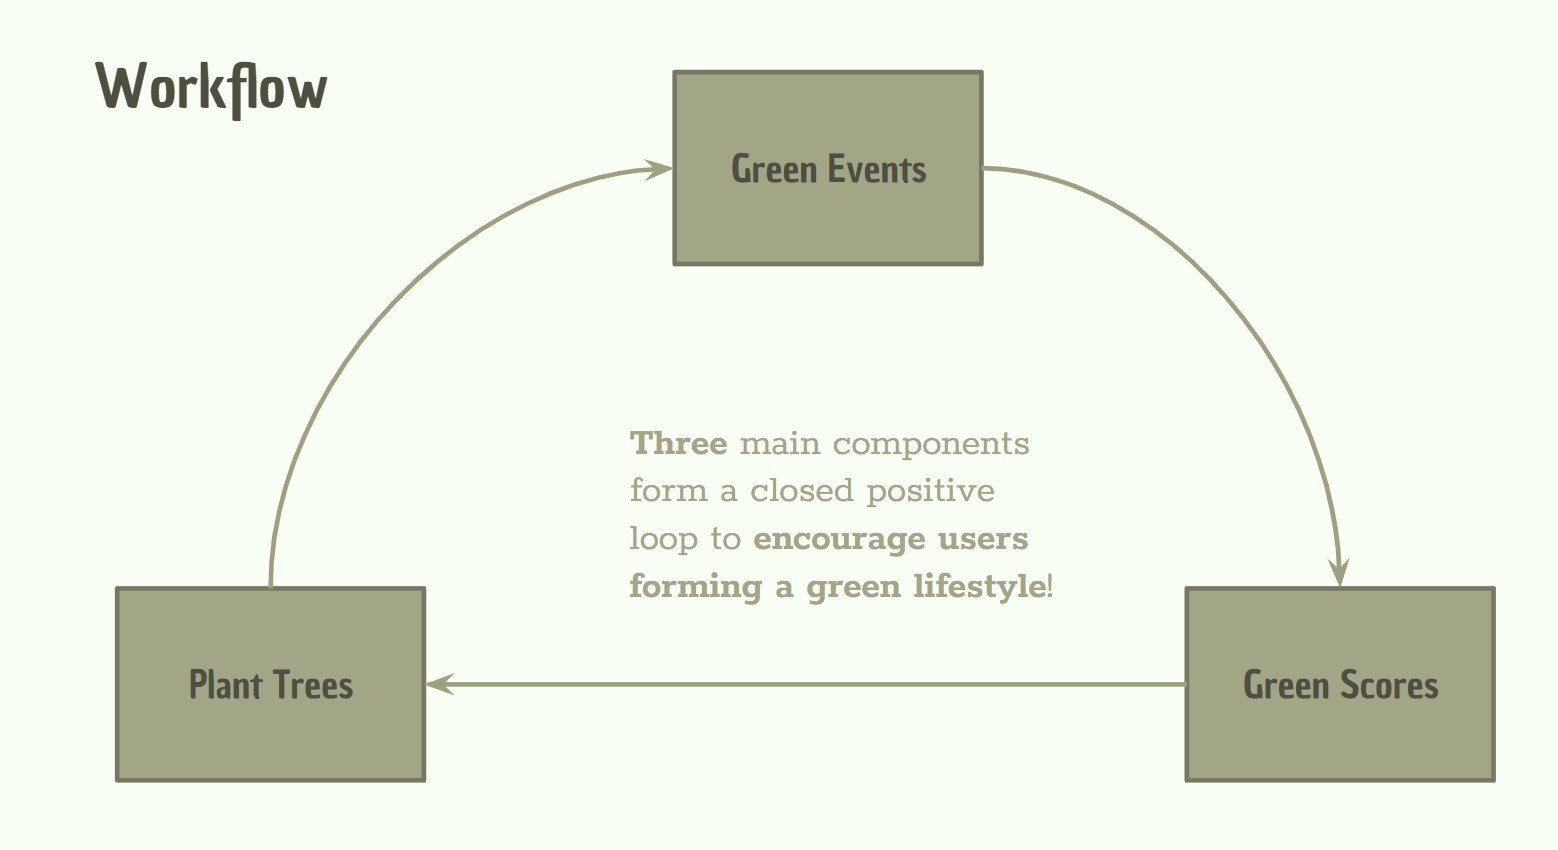 Workflow
Green Events
Three main components
form a closed positive
loop to encourage users
forming a green lifestyle!
Plant Trees
Green Scores